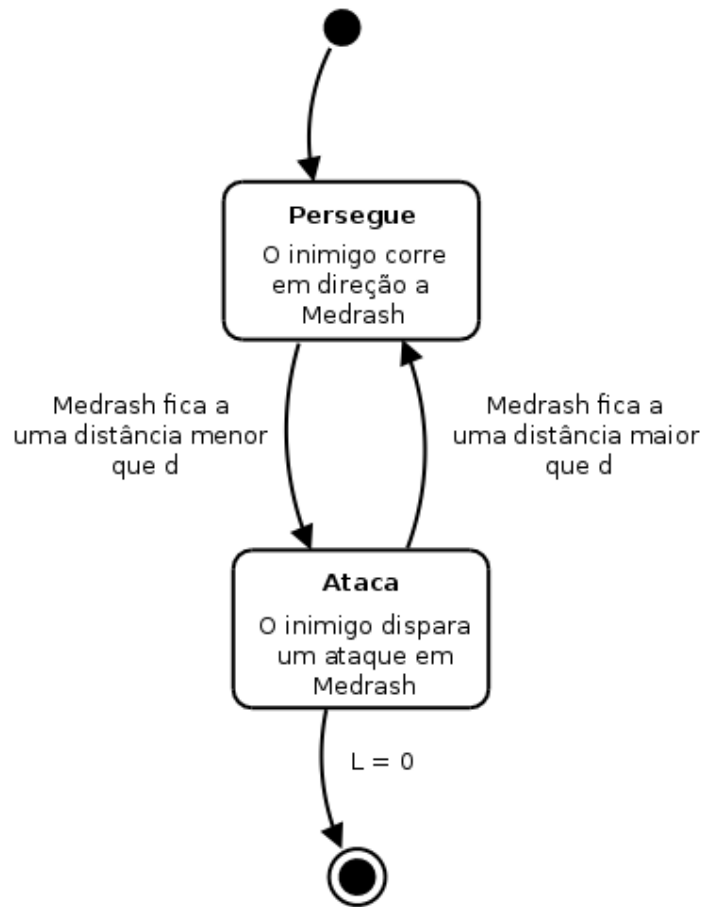 Persegue
O inimigo corre
em direção a
Medrash
Medrash fica a
uma distância menor
que d
Medrash fica a
uma distância maior
que d
Ataca
O inimigo dispara
um ataque em
Medrash
L = 0